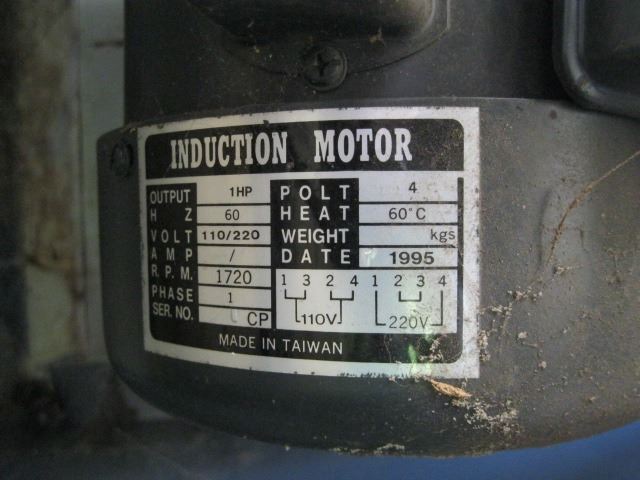 INDUCTION MOTOR
OUTPUT 1HP POLT 4
H Z 60 HEAT 60°C
VOLT 110/220 WEIGHT kgs
AMP / DATE 1995
R.P.M. 1720 1 3 2 4 1 2 3 4
PHASE 1
SER. NO. CP 110V 220V
MADE IN TAIWAN